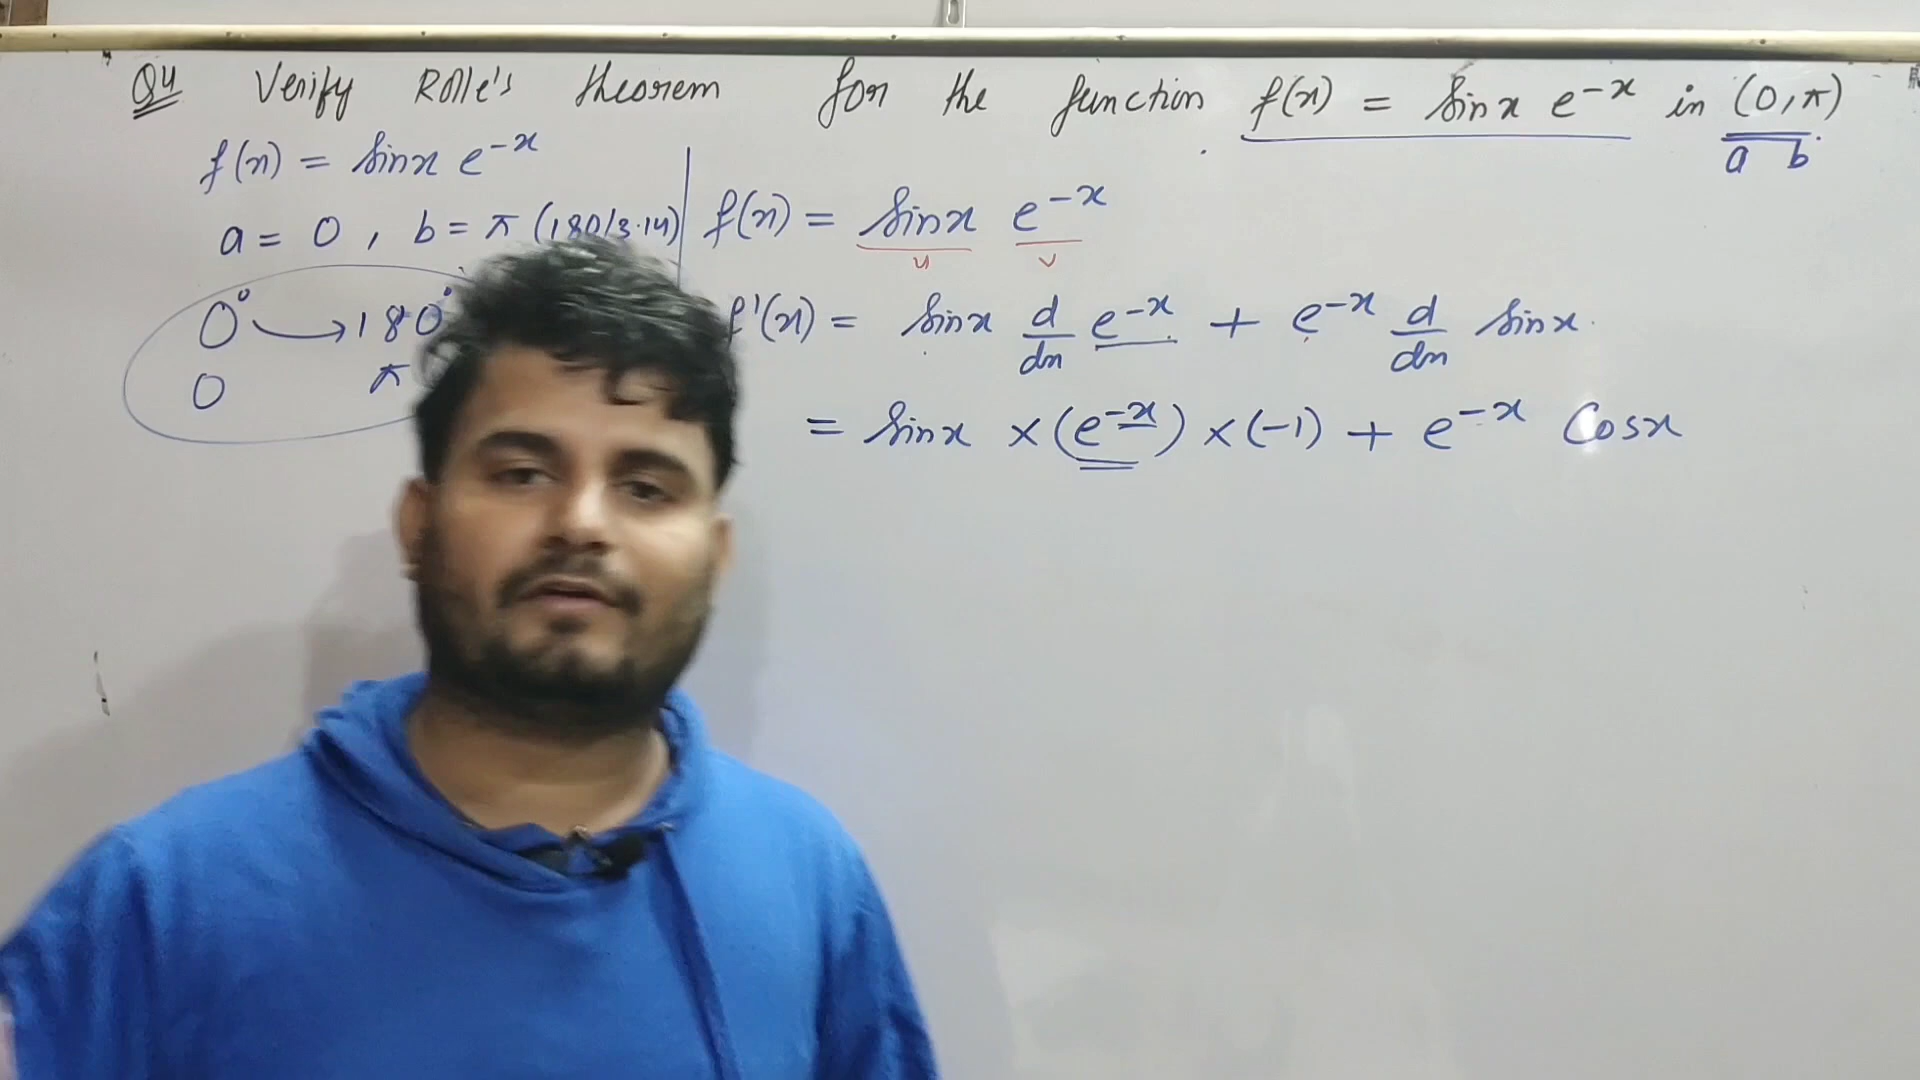 Q4 Verify Rolle's theorem for the function f(x) = sinx e^-x in (0,π)
a b
f(x) = sinx e^-x
a = 0 , b = π (180/3.14)
0° → 180°
0 π
f(x) = sinx e^-x
u v
f'(x) = sinx d/dx e^-x + e^-x d/dx sinx
= sinx ×(e^-x) ×(-1) + e^-x Cosx